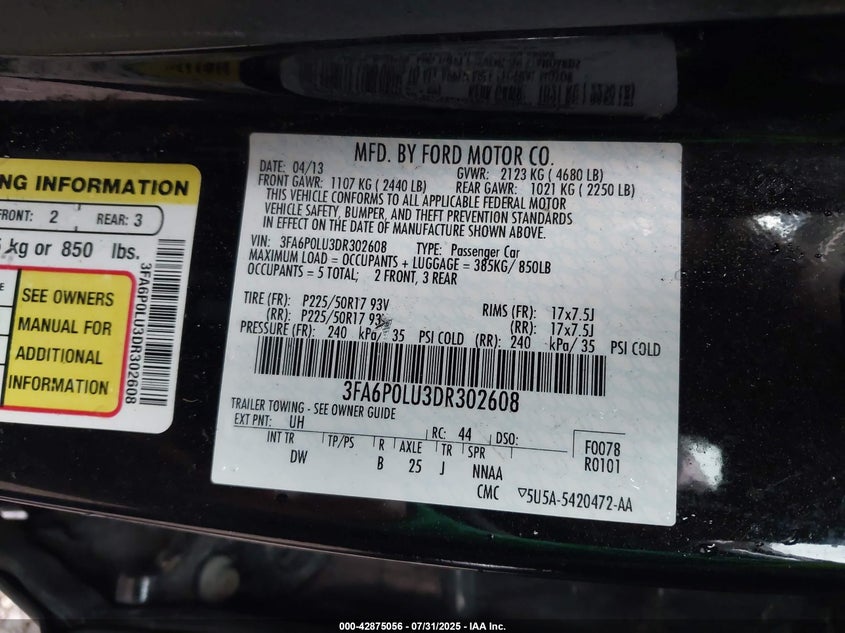 NG INFORMATION
FRONT: 2 REAR: 3
kg or 850 lbs.
SEE OWNERS
MANUAL FOR
ADDITIONAL
INFORMATION
3FA6P0LU3DR302608
MFD. BY FORD MOTOR CO.
DATE: 04/13 GVWR: 2123 KG ( 4680 LB)
FRONT GAWR: 1107 KG ( 2440 LB) REAR GAWR: 1021 KG ( 2250 LB)
THIS VEHICLE CONFORMS TO ALL APPLICABLE FEDERAL MOTOR
VEHICLE SAFETY, BUMPER, AND THEFT PREVENTION STANDARDS
IN EFFECT ON THE DATE OF MANUFACTURE SHOWN ABOVE.
VIN: 3FA6P0LU3DR302608 TYPE: Passenger Car
MAXIMUM LOAD = OCCUPANTS + LUGGAGE = 385KG/ 850LB
OCCUPANTS = 5 TOTAL; 2 FRONT, 3 REAR
TIRE (FR): P225/50R17 93V RIMS (FR): 17x7.5J
(RR): P225/50R17 93 (RR): 17x7.5J
PRESSURE (FR): 240 kPa/ 35 PSI COLD (RR): 240 kPa/ 35 PSI COLD
3FA6P0LU3DR302608
TRAILER TOWING - SEE OWNER GUIDE
EXT PNT: UH RC: 44 DSO: F0078
INT TR TP/PS R AXLE TR SPR R0101
DW B 25 J NNAA
CMC ▽5U5A-5420472-AA
000-42875056 - 07/31/2025 - IAA Inc.